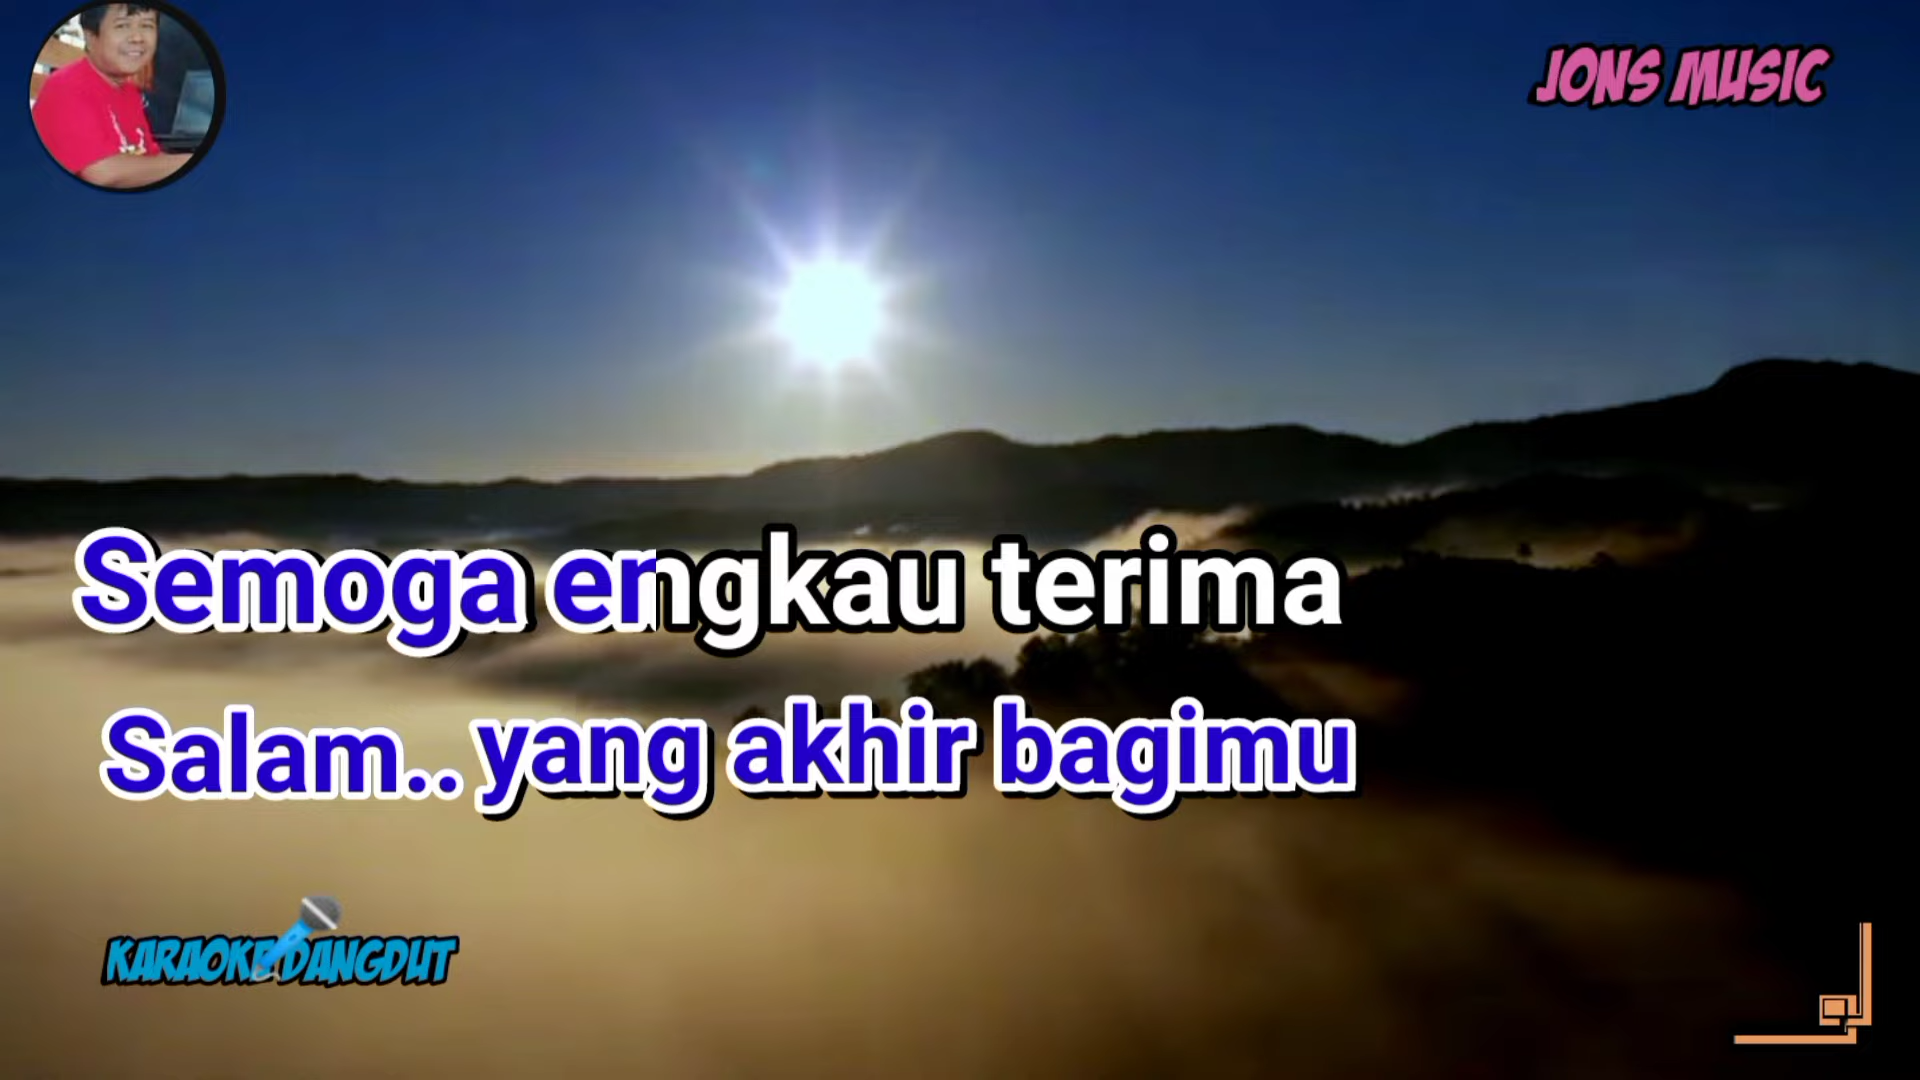 JONS MUSIC
Semoga engkau terima
Salam.. yang akhir bagimu
KARAOKE DANGDUT